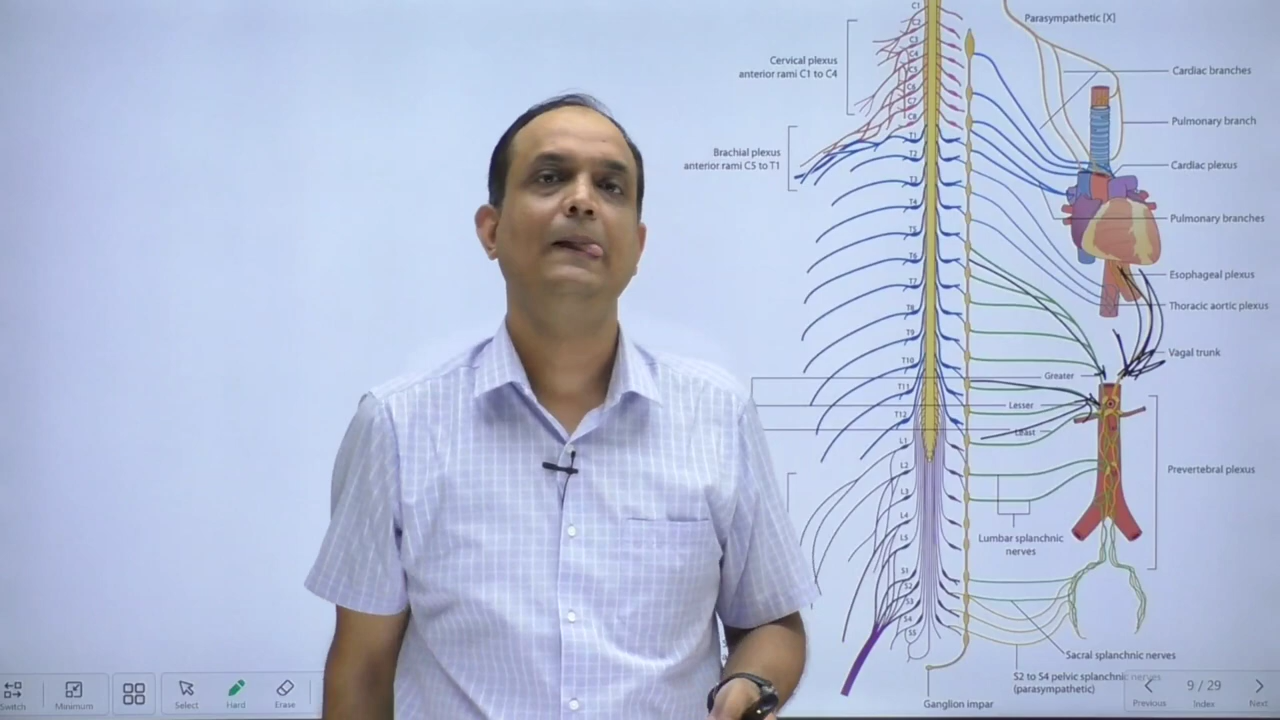 C1
C2
C3
C4
C5
C6
C7
C8
T1
T2
T3
T4
T5
T6
T7
T8
T9
T10
T11
T12
L1
L2
L3
L4
L5
S1
S2
S3
S4
S5
Cervical plexus
anterior rami C1 to C4
Brachial plexus
anterior rami C5 to T1
Parasympathetic [X]
Cardiac branches
Pulmonary branch
Cardiac plexus
Pulmonary branches
Esophageal plexus
Thoracic aortic plexus
Vagal trunk
Greater
Lesser
Least
Prevertebral plexus
Lumbar splanchnic
nerves
Sacral splanchnic nerves
S2 to S4 pelvic splanchnic nerves
(parasympathetic)
Ganglion impar
Switch
Minimum
Select
Hard
Erase
Previous
9 / 29
Index
Next